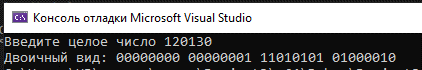 Консоль отладки Microsoft Visual Studio
Введите целое число 120130
Двоичный вид: 00000000 00000001 11010101 01000010